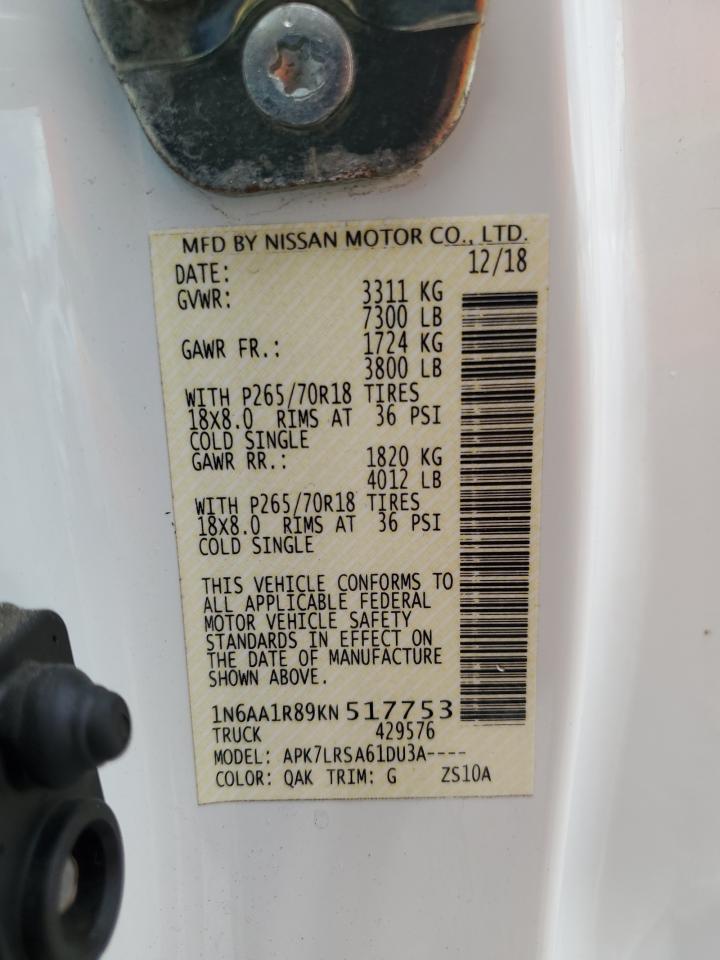 MFD BY NISSAN MOTOR CO., LTD.
DATE: 12/18
GVWR: 3311 KG
7300 LB
GAWR FR.: 1724 KG
3800 LB
WITH P265/70R18 TIRES
18X8.0 RIMS AT 36 PSI
COLD SINGLE
GAWR RR.: 1820 KG
4012 LB
WITH P265/70R18 TIRES
18X8.0 RIMS AT 36 PSI
COLD SINGLE
THIS VEHICLE CONFORMS TO
ALL APPLICABLE FEDERAL
MOTOR VEHICLE SAFETY
STANDARDS IN EFFECT ON
THE DATE OF MANUFACTURE
SHOWN ABOVE.
1N6AA1R89KN 517753
TRUCK 429576
MODEL: APK7LRSA61DU3A----
COLOR: QAK TRIM: G ZS10A